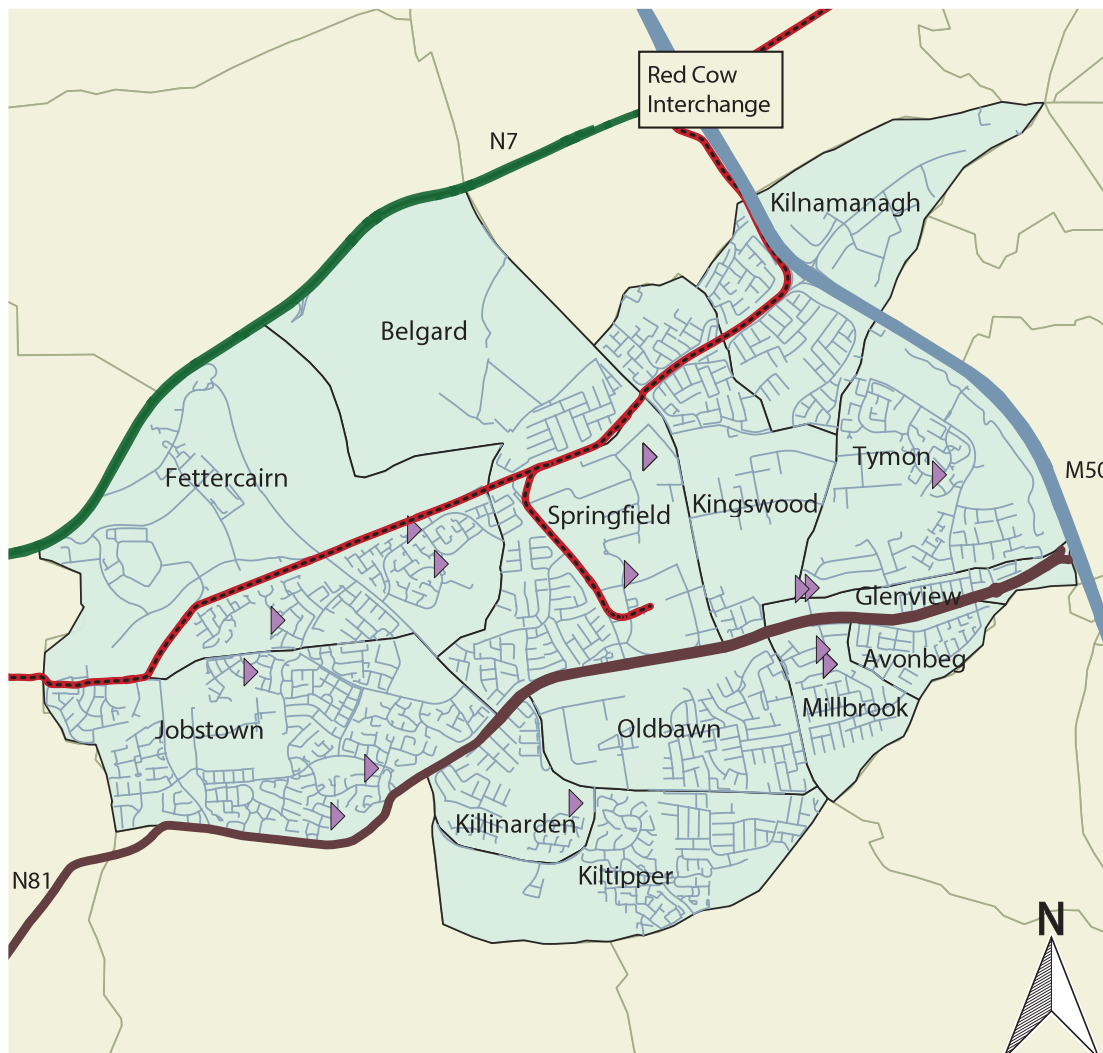 Red Cow
Interchange
N7
Kilnamanagh
Belgard
Tymon
M50
Fettercairn
Kingswood
Springfield
Glenview
Avonbeg
Millbrook
Jobstown
Oldbawn
Killinarden
Kiltipper
N81
N